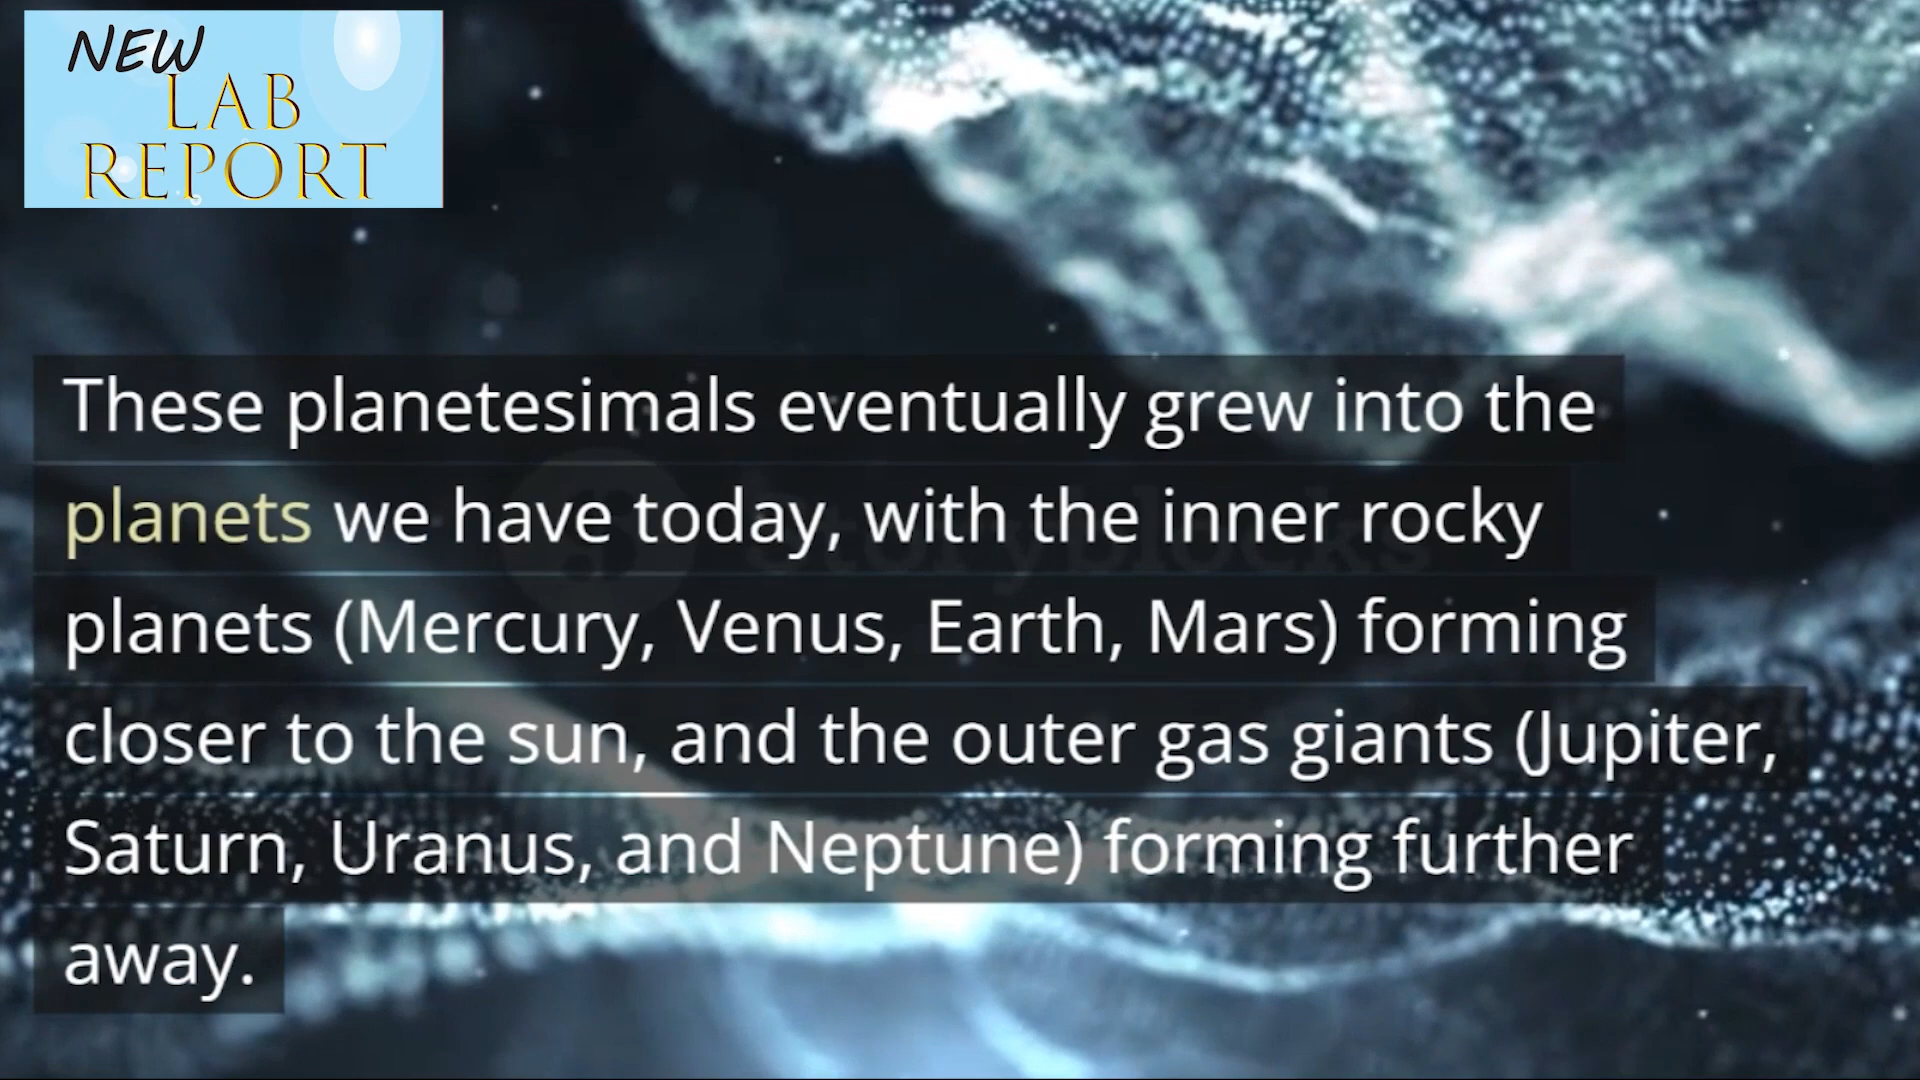 NEW
LAB
REPORT
These planetesimals eventually grew into the
planets we have today, with the inner rocky
planets (Mercury, Venus, Earth, Mars) forming
closer to the sun, and the outer gas giants (Jupiter,
Saturn, Uranus, and Neptune) forming further
away.
Storyblocks